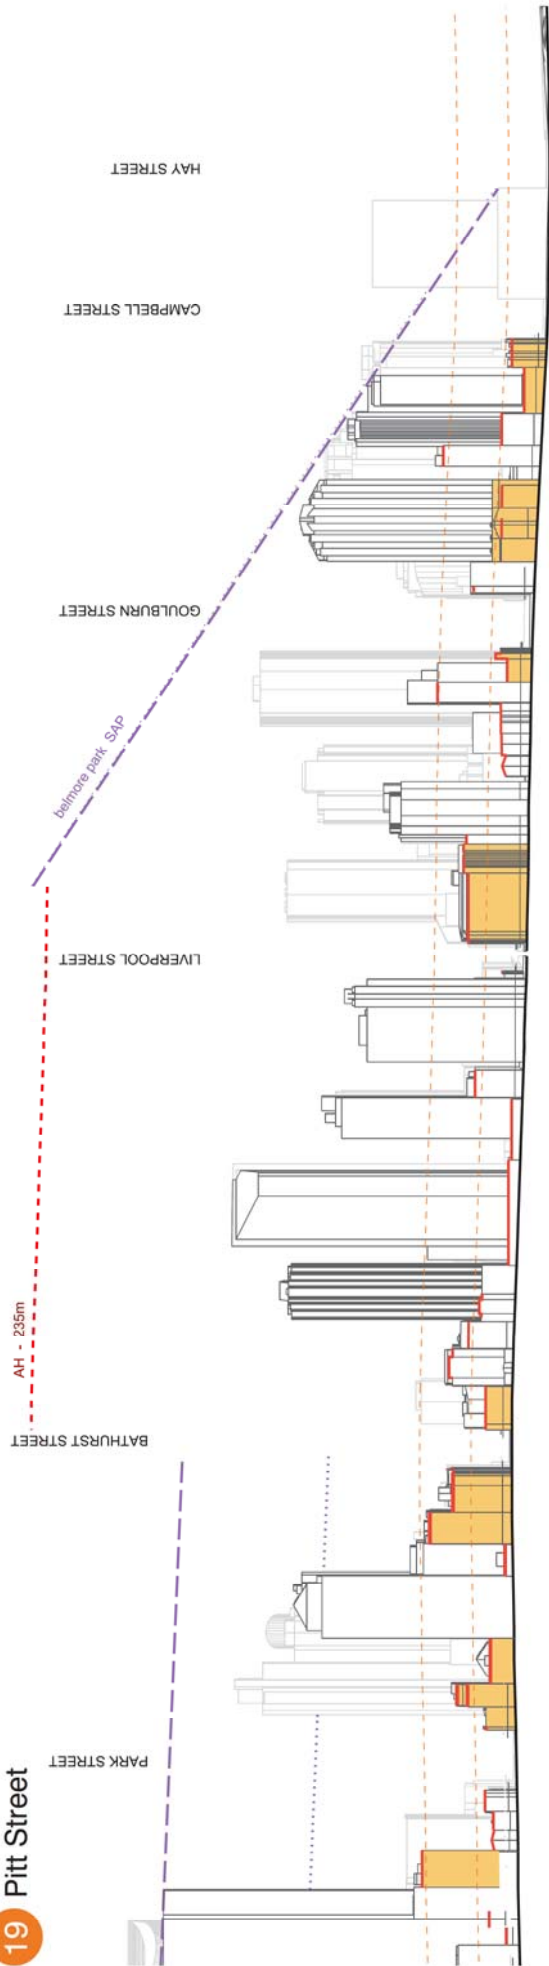 19 Pitt Street
PARK STREET
BATHURST STREET
AH - 235m
LIVERPOOL STREET
belmore park SAP
GOULBURN STREET
CAMPBELL STREET
HAY STREET